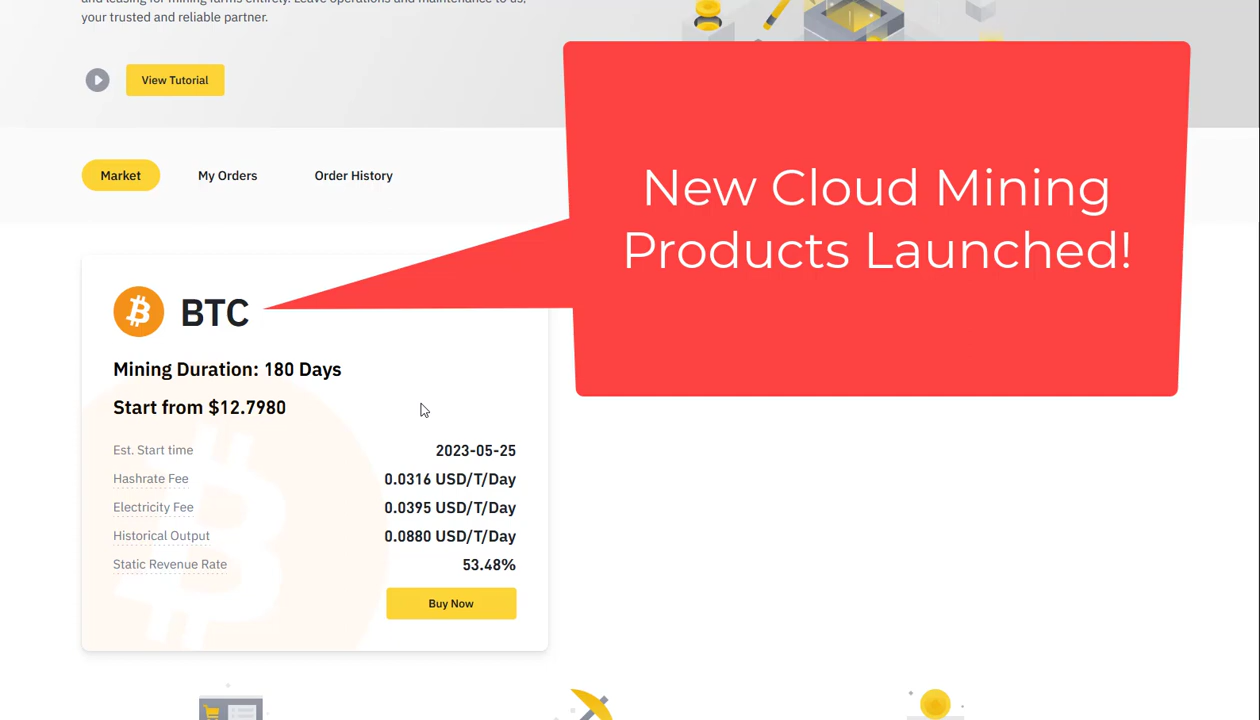 your trusted and reliable partner.
View Tutorial
Market
My Orders
Order History
New Cloud Mining
Products Launched!
BTC
Mining Duration: 180 Days
Start from $12.7980
Est. Start time 2023-05-25
Hashrate Fee 0.0316 USD/T/Day
Electricity Fee 0.0395 USD/T/Day
Historical Output 0.0880 USD/T/Day
Static Revenue Rate 53.48%
Buy Now